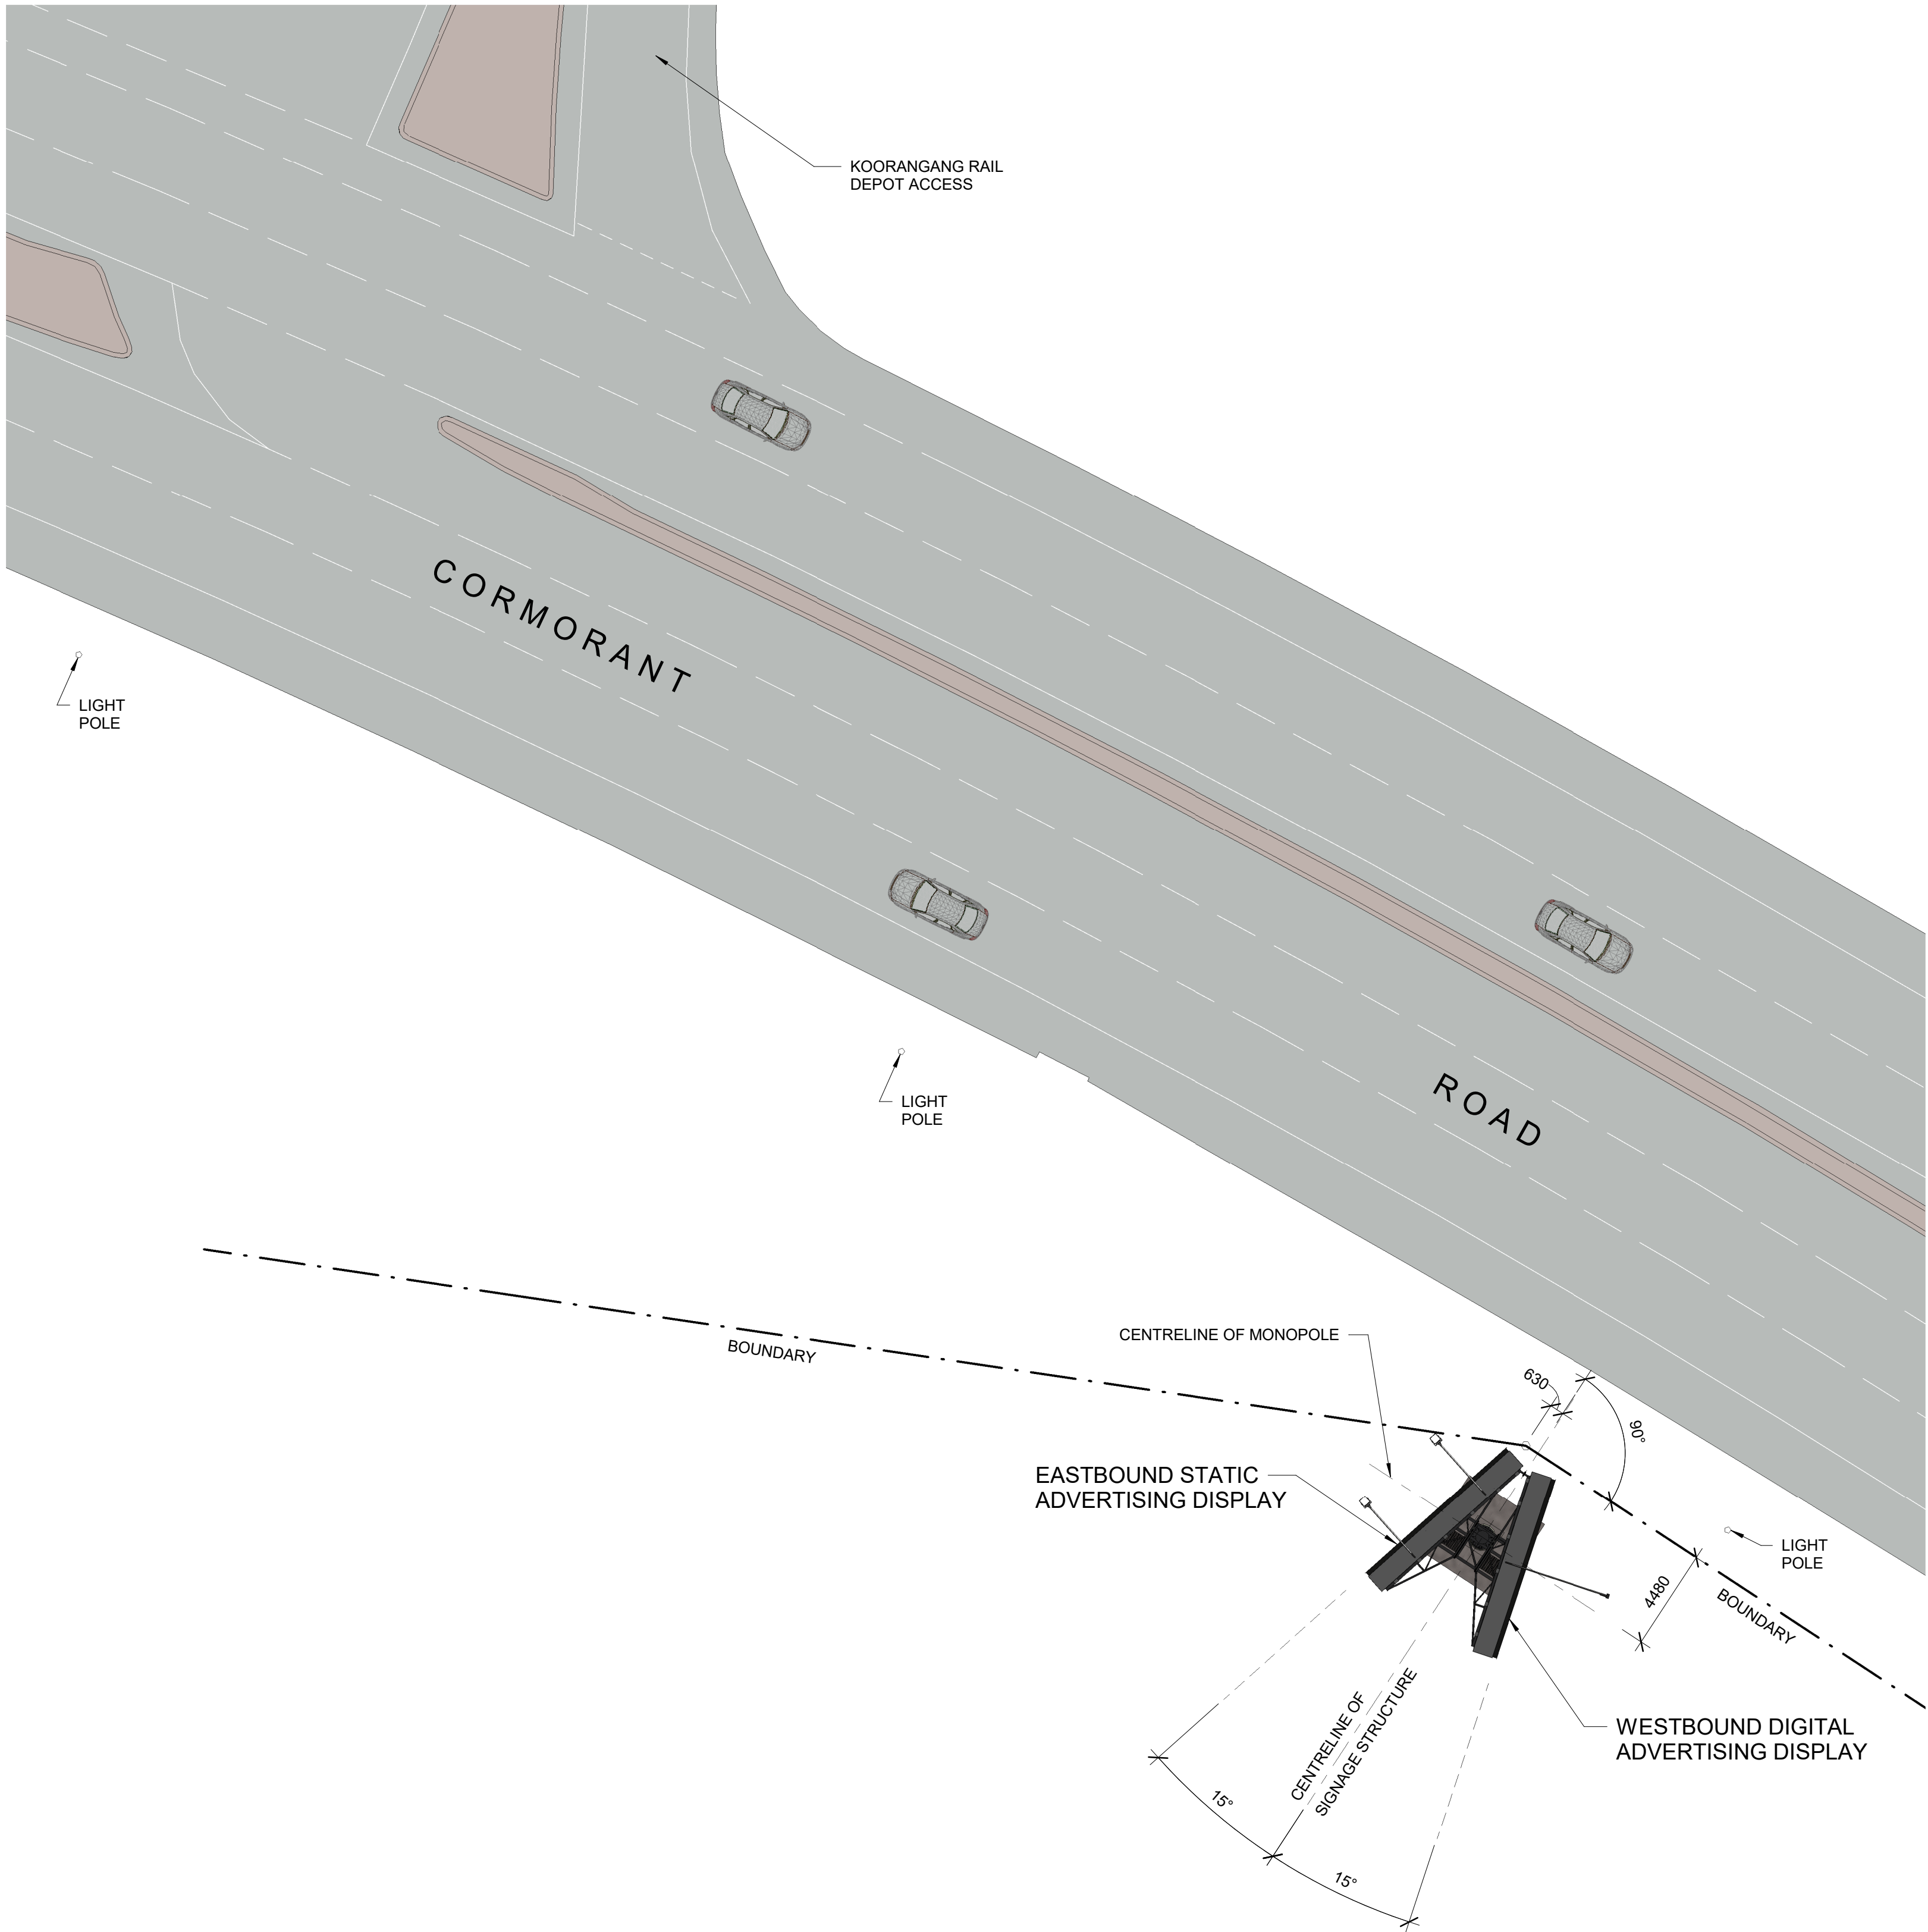 KOORANGANG RAIL
DEPOT ACCESS
CORMORANT
LIGHT
POLE
LIGHT
POLE
ROAD
BOUNDARY
CENTRELINE OF MONOPOLE
630
90°
EASTBOUND STATIC
ADVERTISING DISPLAY
LIGHT
POLE
4480
BOUNDARY
CENTRELINE OF
SIGNAGE STRUCTURE
WESTBOUND DIGITAL
ADVERTISING DISPLAY
15°
15°